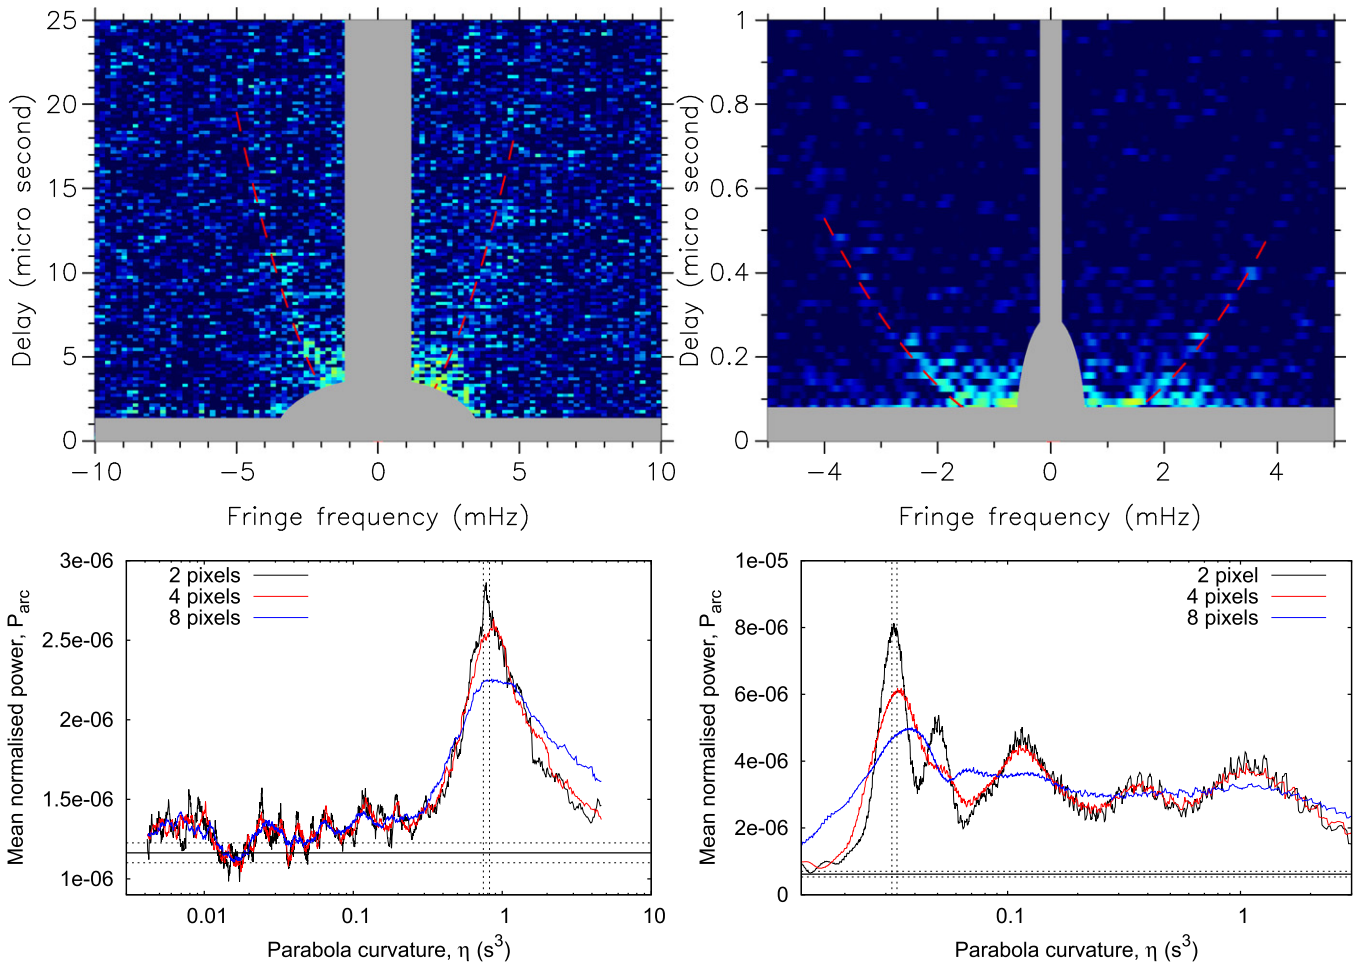 25
20
15
10
5
0
Delay (micro second)
−10
−5
0
5
10
Fringe frequency (mHz)
1
0.8
0.6
0.4
0.2
0
Delay (micro second)
−4
−2
0
2
4
Fringe frequency (mHz)
3e-06
2.5e-06
2e-06
1.5e-06
1e-06
Mean normalised power, Parc
2 pixels
4 pixels
8 pixels
0.01
0.1
1
10
Parabola curvature, η (s3)
1e-05
8e-06
6e-06
4e-06
2e-06
0
Mean normalised power, Parc
2 pixel
4 pixels
8 pixels
0.1
1
Parabola curvature, η (s3)